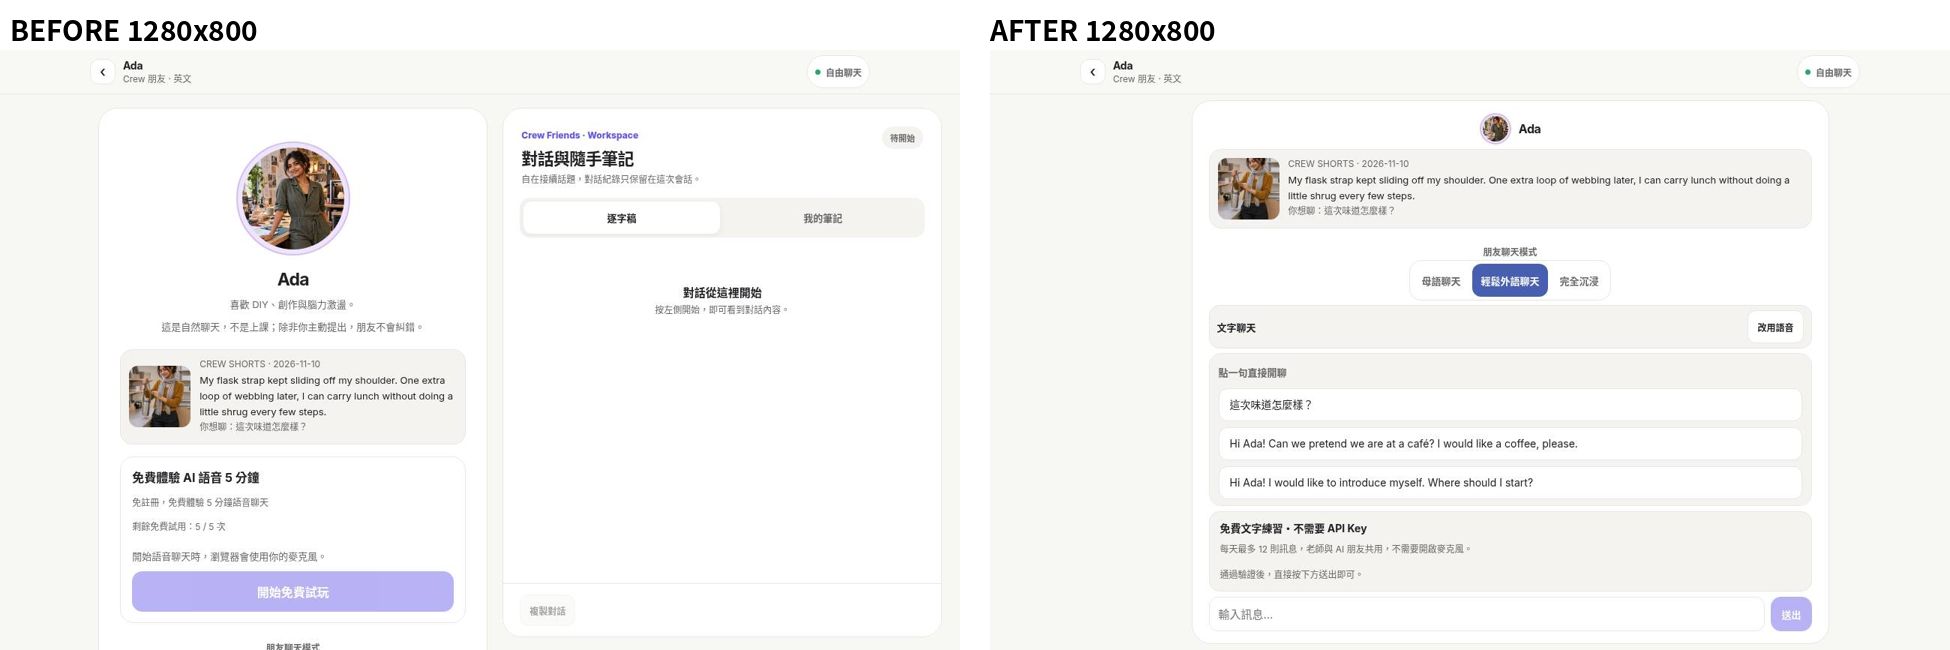 BEFORE 1280x800
Ada
Crew 朋友 · 英文
自由聊天
Ada
喜歡 DIY、創作與腦力激盪。
這是自然聊天，不是上課；除非你主動提出，朋友不會糾錯。
CREW SHORTS · 2026-11-10
My flask strap kept sliding off my shoulder. One extra
loop of webbing later, I can carry lunch without doing a
little shrug every few steps.
你想聊：這次味道怎麼樣？
免費體驗 AI 語音 5 分鐘
免註冊，免費體驗 5 分鐘語音聊天
剩餘免費試用：5 / 5 次
開始語音聊天時，瀏覽器會使用你的麥克風。
開始免費試玩
朋友聊天模式
Crew Friends · Workspace
待開始
對話與隨手筆記
自在接續話題，對話紀錄只保留在這次會話。
逐字稿
我的筆記
對話從這裡開始
按左側開始，即可看到對話內容。
複製對話
AFTER 1280x800
Ada
Crew 朋友 · 英文
自由聊天
Ada
CREW SHORTS · 2026-11-10
My flask strap kept sliding off my shoulder. One extra loop of webbing later, I can carry lunch without doing a
little shrug every few steps.
你想聊：這次味道怎麼樣？
朋友聊天模式
母語聊天
輕鬆外語聊天
完全沉浸
文字聊天
改用語音
點一句直接開聊
這次味道怎麼樣？
Hi Ada! Can we pretend we are at a café? I would like a coffee, please.
Hi Ada! I would like to introduce myself. Where should I start?
免費文字練習・不需要 API Key
每天最多 12 則訊息，老師與 AI 朋友共用，不需要開啟麥克風。
通過驗證後，直接按下方送出即可。
輸入訊息...
送出